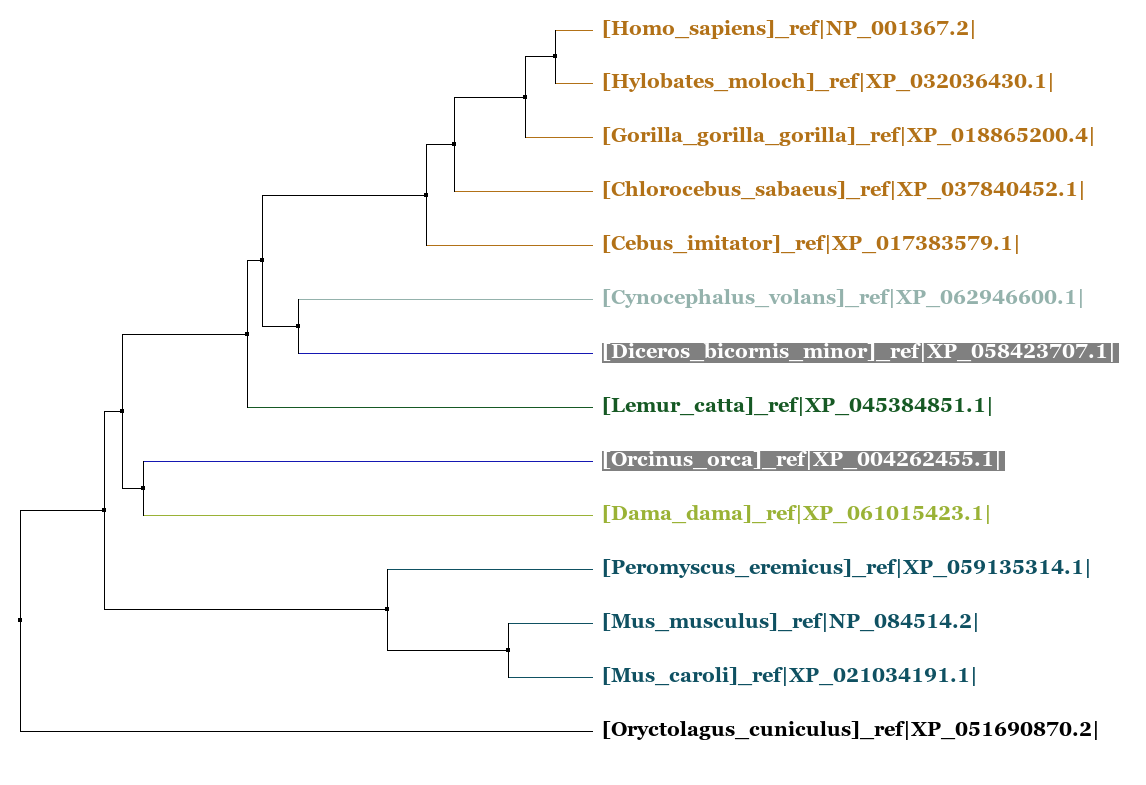 [Homo_sapiens]_ref|NP_001367.2|
[Hylobates_moloch]_ref|XP_032036430.1|
[Gorilla_gorilla_gorilla]_ref|XP_018865200.4|
[Chlorocebus_sabaeus]_ref|XP_037840452.1|
[Cebus_imitator]_ref|XP_017383579.1|
[Cynocephalus_volans]_ref|XP_062946600.1|
[Diceros_bicornis_minor]_ref|XP_058423707.1|
[Lemur_catta]_ref|XP_045384851.1|
[Orcinus_orca]_ref|XP_004262455.1|
[Dama_dama]_ref|XP_061015423.1|
[Peromyscus_eremicus]_ref|XP_059135314.1|
[Mus_musculus]_ref|NP_084514.2|
[Mus_caroli]_ref|XP_021034191.1|
[Oryctolagus_cuniculus]_ref|XP_051690870.2|